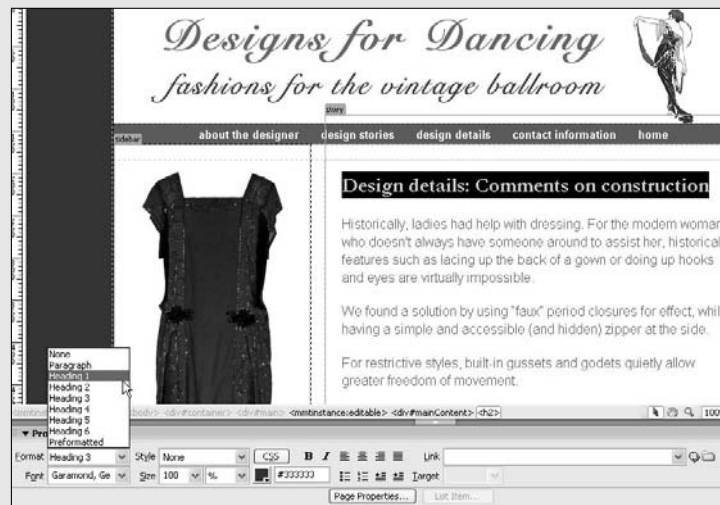 Designs for Dancing
fashions for the vintage ballroom
story
sidebar
about the designer design stories design details contact information home
Design details: Comments on construction
Historically, ladies had help with dressing. For the modern woman
who doesn't always have someone around to assist her, historical
features such as lacing up the back of a gown or doing up hooks
and eyes are virtually impossible.
We found a solution by using "faux" period closures for effect, whil
having a simple and accessible (and hidden) zipper at the side.
For restrictive styles, built-in gussets and godets quietly allow
greater freedom of movement.
None
Paragraph
Heading 1
Heading 2
Heading 3
Heading 4
Heading 5
Heading 6
Preformatted
body> <div#container> <div#main> <mmtinstance:editable> <div#mainContent> <h2> 100
Pro
Format Heading 3 Style None CSS B I Link
Font Garamond, Ge Size 100 % #333333 Target
Page Properties... List Item...